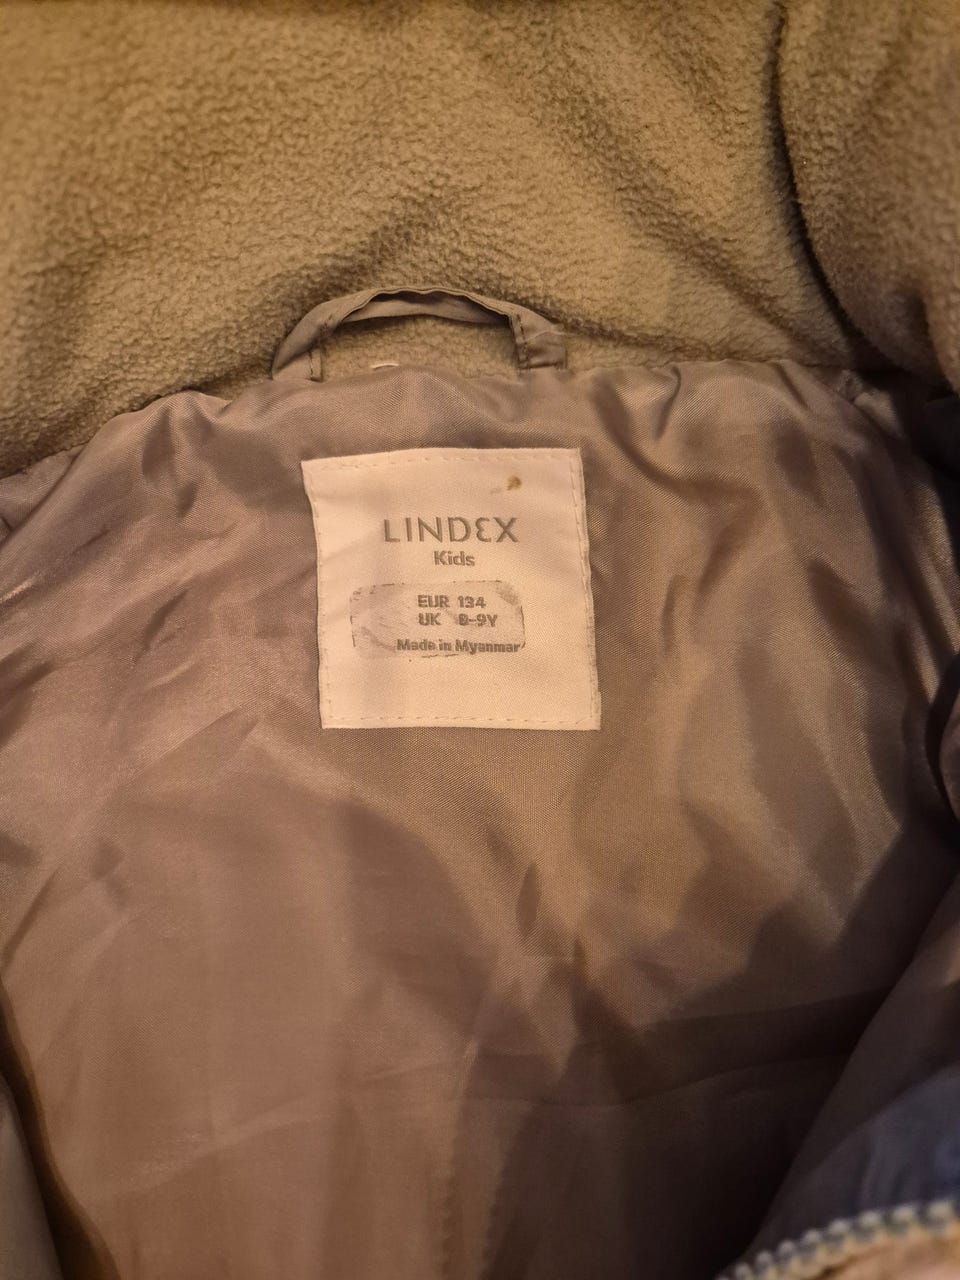 LINDEX
Kids
EUR 134
UK 8-9Y
Made in Myanmar